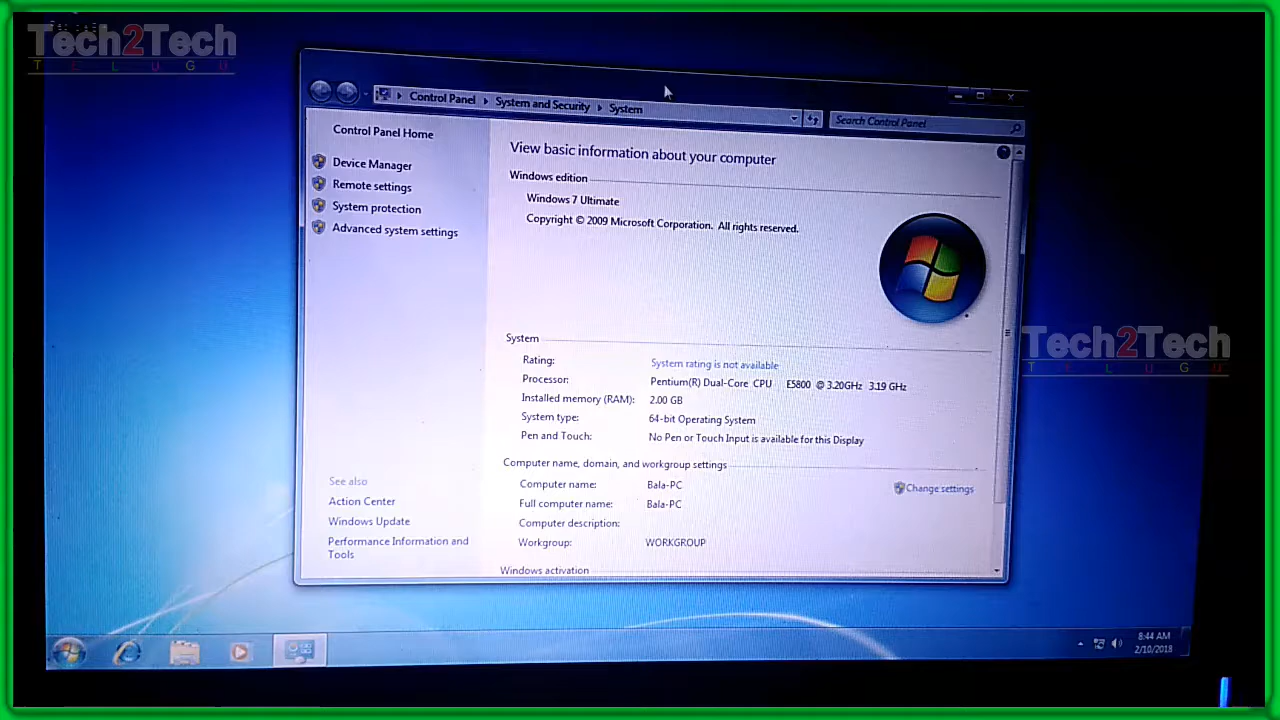 Tech2Tech
TELUGU
Control Panel ▸ System and Security ▸ System
Search Control Panel
Control Panel Home
Device Manager
Remote settings
System protection
Advanced system settings
See also
Action Center
Windows Update
Performance Information and
Tools
View basic information about your computer
Windows edition
Windows 7 Ultimate
Copyright © 2009 Microsoft Corporation. All rights reserved.
System
Rating: System rating is not available
Processor: Pentium(R) Dual-Core CPU E5800 @ 3.20GHz 3.19 GHz
Installed memory (RAM): 2.00 GB
System type: 64-bit Operating System
Pen and Touch: No Pen or Touch Input is available for this Display
Computer name, domain, and workgroup settings
Computer name: Bala-PC
Change settings
Full computer name: Bala-PC
Computer description:
Workgroup: WORKGROUP
Windows activation
Tech2Tech
TELUGU
8:44 AM
2/10/2018